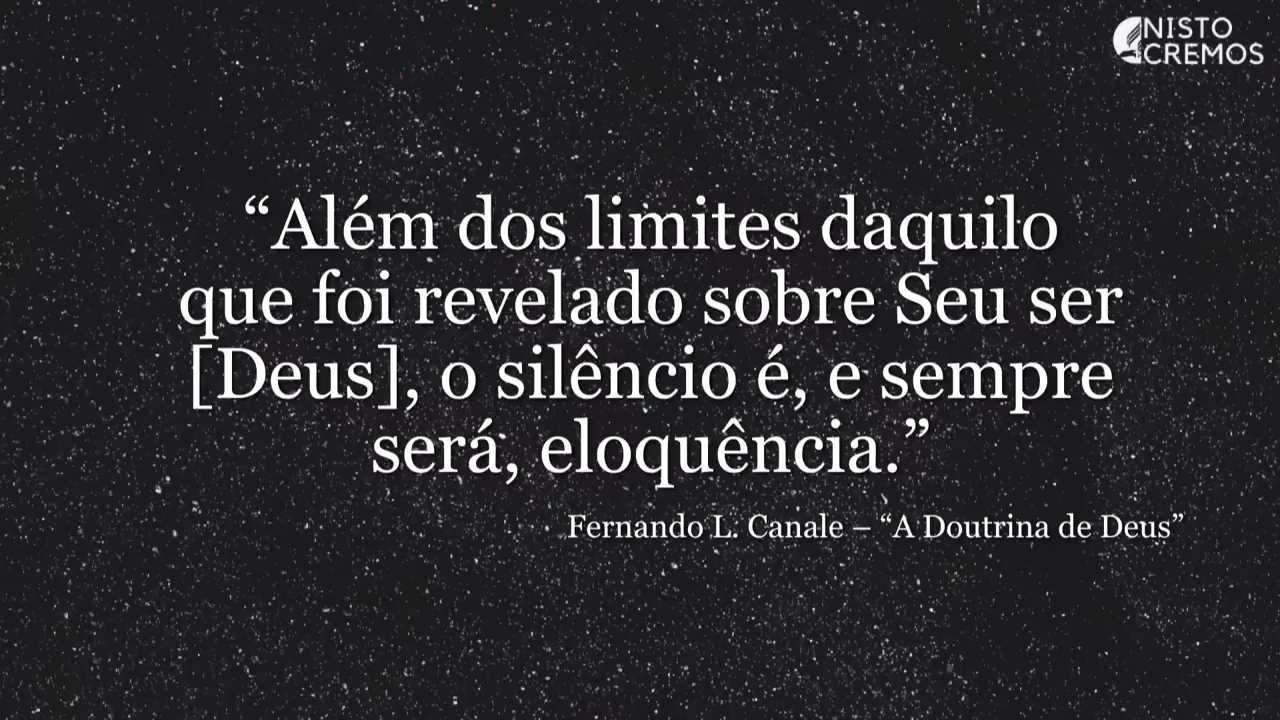 NISTO
CREMOS
“Além dos limites daquilo
que foi revelado sobre Seu ser
[Deus], o silêncio é, e sempre
será, eloquência.”
Fernando L. Canale – “A Doutrina de Deus”